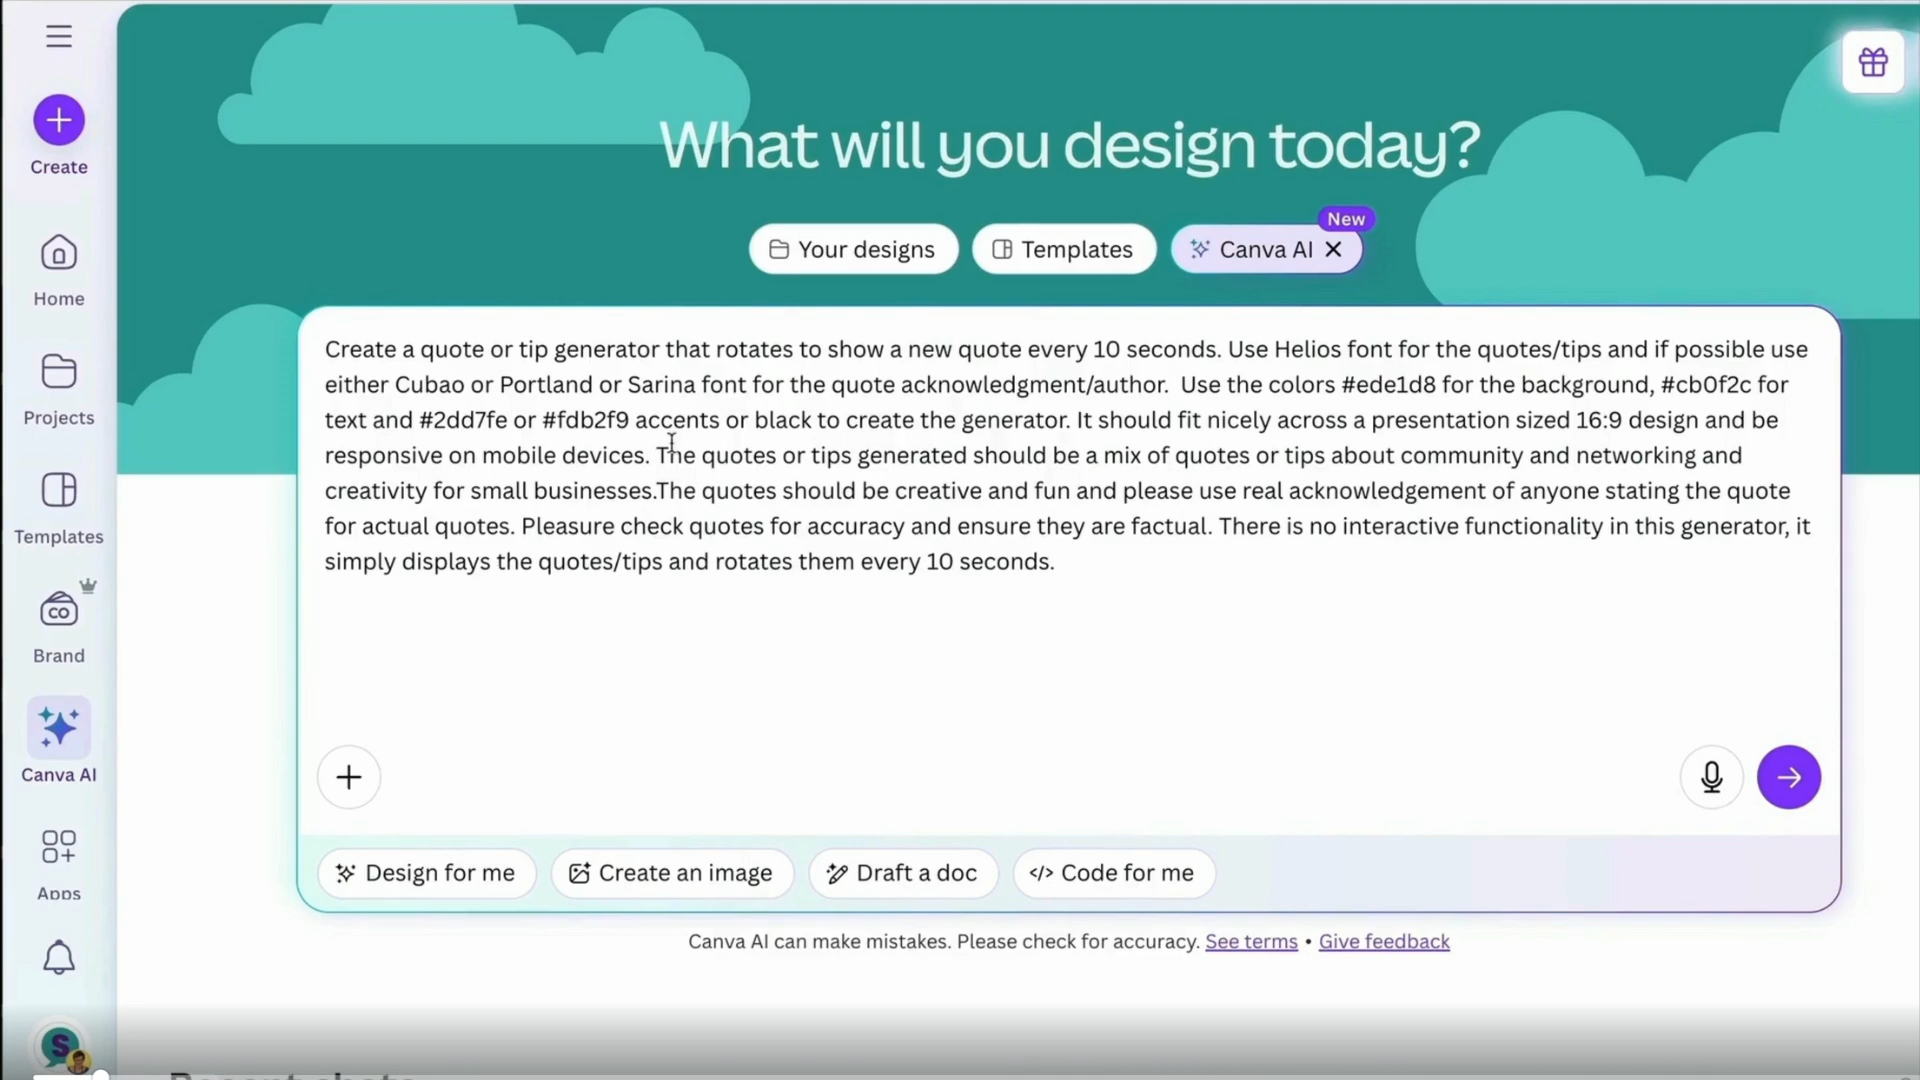 What will you design today?
New
Your designs
Templates
Canva AI
Create
Home
Projects
Templates
CO
Brand
Canva AI
Apps
S
Create a quote or tip generator that rotates to show a new quote every 10 seconds. Use Helios font for the quotes/tips and if possible use
either Cubao or Portland or Sarina font for the quote acknowledgment/author.  Use the colors #ede1d8 for the background, #cb0f2c for
text and #2dd7fe or #fdb2f9 accents or black to create the generator. It should fit nicely across a presentation sized 16:9 design and be
responsive on mobile devices. The quotes or tips generated should be a mix of quotes or tips about community and networking and
creativity for small businesses.The quotes should be creative and fun and please use real acknowledgement of anyone stating the quote
for actual quotes. Pleasure check quotes for accuracy and ensure they are factual. There is no interactive functionality in this generator, it
simply displays the quotes/tips and rotates them every 10 seconds.
Design for me
Create an image
Draft a doc
</> Code for me
Canva AI can make mistakes. Please check for accuracy. See terms • Give feedback